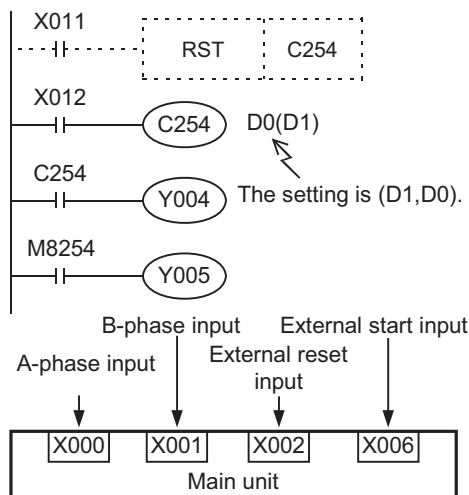 X011
RST C254
X012
C254 D0(D1)
C254
Y004 The setting is (D1,D0).
M8254
Y005
B-phase input External start input
A-phase input External reset
input
X000 X001 X002 X006
Main unit